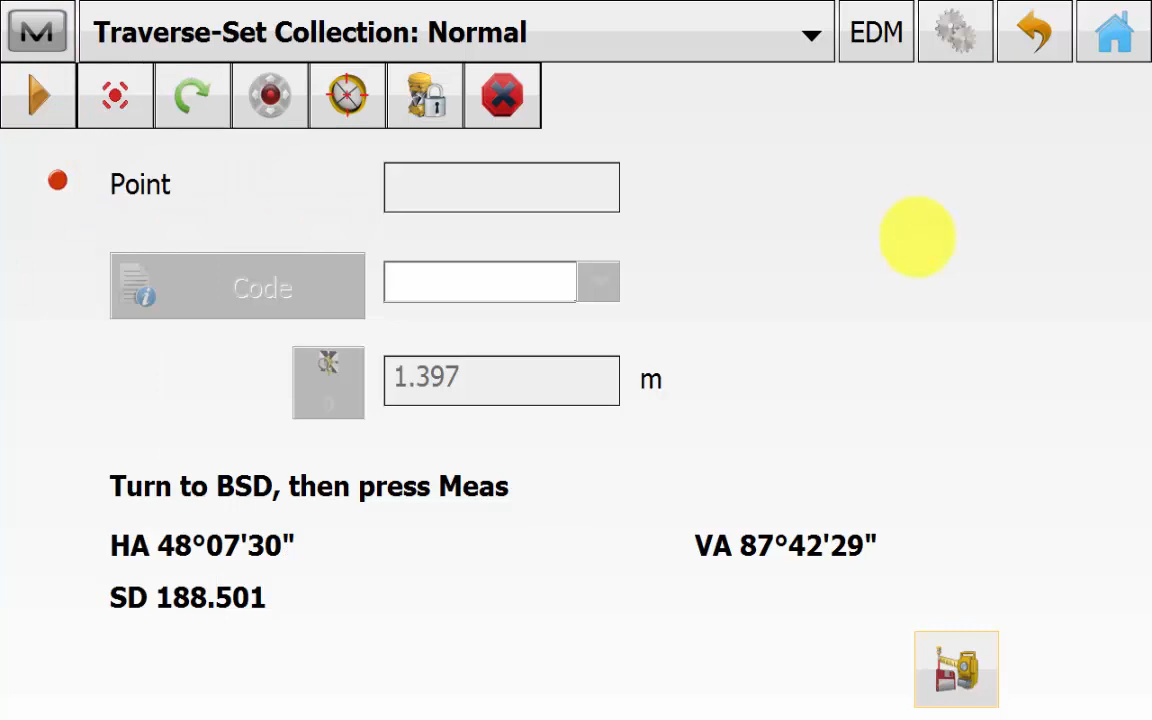 M
Traverse-Set Collection: Normal
EDM
Point
Code
1.397
m
Turn to BSD, then press Meas
HA 48°07'30"
VA 87°42'29"
SD 188.501